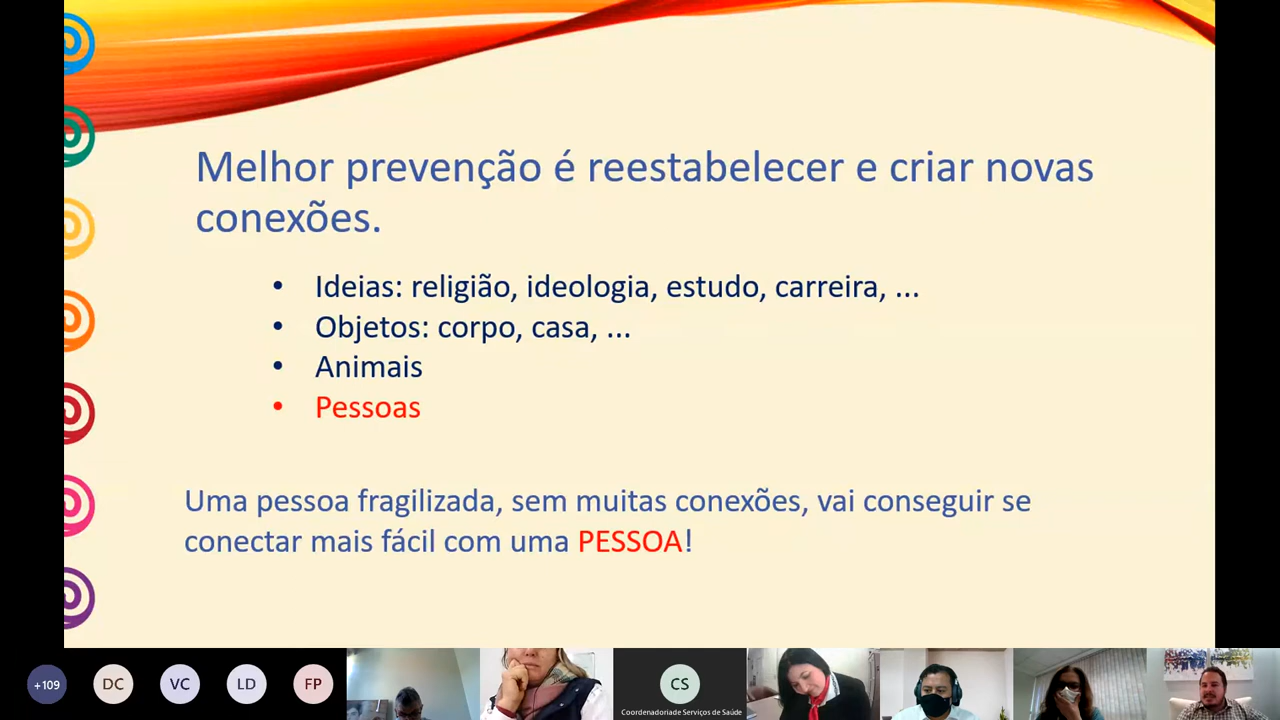 Melhor prevenção é reestabelecer e criar novas
conexões.
• Ideias: religião, ideologia, estudo, carreira, ...
• Objetos: corpo, casa, ...
• Animais
• Pessoas
Uma pessoa fragilizada, sem muitas conexões, vai conseguir se
conectar mais fácil com uma PESSOA!
+109 DC VC LD FP CS
Coordenadoriade Serviços de Saúde